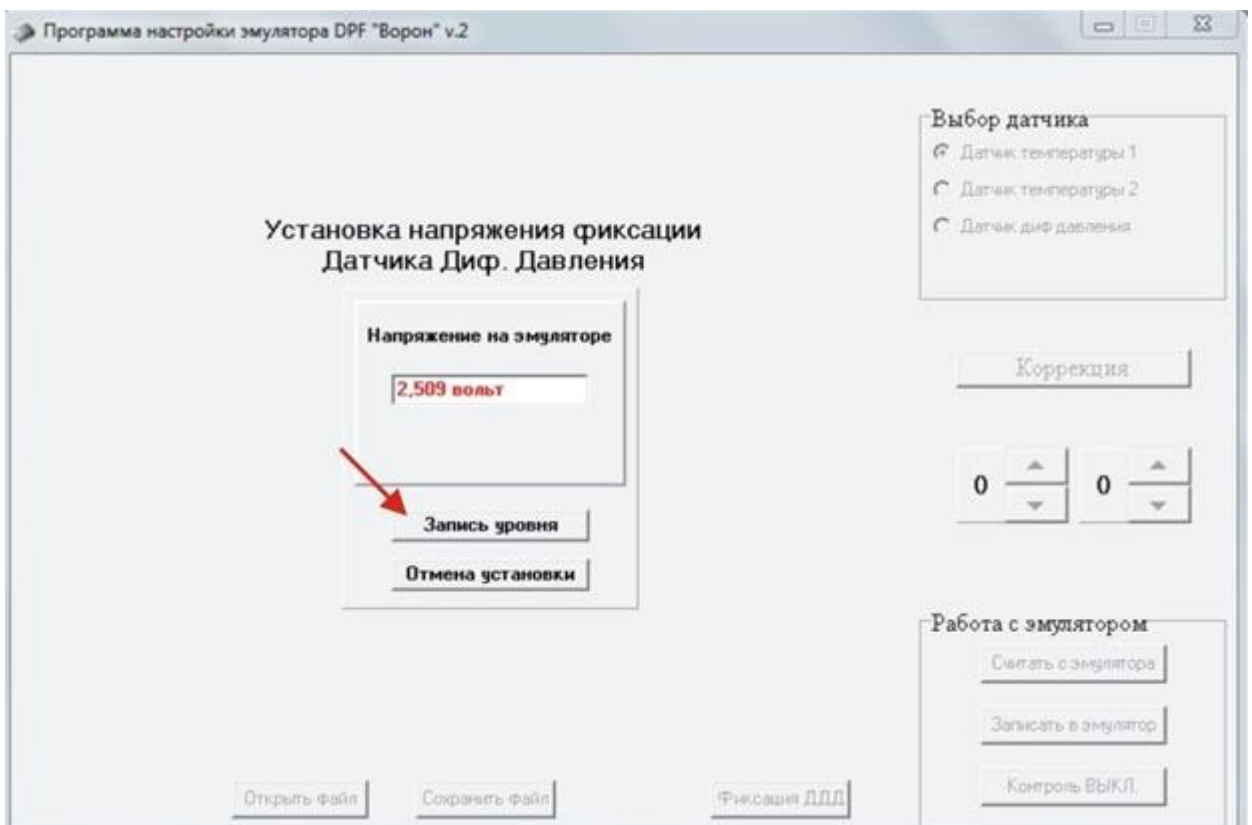 Программа настройки эмулятора DPF "Ворон" v.2
Выбор датчика
Датчик температуры 1
Датчик температуры 2
Датчик диф давления
Установка напряжения фиксации
Датчика Диф. Давления
Напряжение на эмуляторе
2,509 вольт
Запись уровня
Отмена установки
Коррекция
0 0
Работа с эмулятором
Считать с эмулятора
Записать в эмулятор
Контроль ВЫКЛ.
Открыть файл Сохранить файл Фиксация ДДД